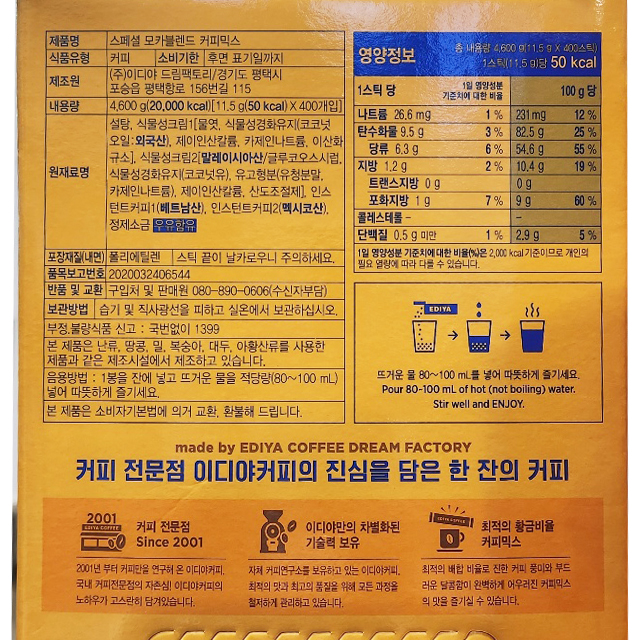 제품명 스페셜 모카블렌드 커피믹스
식품유형 커피 소비기한 후면 표기일까지
제조원 (주)이디야 드림팩토리/경기도 평택시
포승읍 평택항로 156번길 115
내용량 4,600 g(20,000 kcal)[11.5 g(50 kcal) X 400개입]
원재료명 설탕, 식물성크림1[물엿, 식물성경화유지(코코넛
오일:외국산), 제이인산칼륨, 카제인나트륨, 이산화
규소], 식물성크림2[말레이시아산/글루코오스시럽,
식물성경화유지(코코넛유), 유고형분(유청분말,
카제인나트륨), 제이인산칼륨, 산도조절제], 인스
턴트커피1(베트남산), 인스턴트커피2(멕시코산),
정제소금 우유함유
포장재질(내면) 폴리에틸렌 스틱 끝이 날카로우니 주의하세요.
품목보고번호 2020032406544
반품 및 교환 구입처 및 판매원 080-890-0606(수신자부담)
보관방법 습기 및 직사광선을 피하고 실온에서 보관하십시오.
부정.불량식품 신고 : 국번없이 1399
본 제품은 난류, 땅콩, 밀, 복숭아, 대두, 아황산류를 사용한
제품과 같은 제조시설에서 제조하고 있습니다.
음용방법 : 1봉을 잔에 넣고 뜨거운 물을 적당량(80~100 mL)
넣어 따뜻하게 즐기세요.
본 제품은 소비자기본법에 의거 교환, 환불해 드립니다.
영양정보 총 내용량 4,600 g(11.5 g X 400스틱)
1스틱(11.5 g)당 50 kcal
1스틱 당 1일 영양성분 기준치에 대한 비율 100 g 당
나트륨 26.6 mg 1 % 231 mg 12 %
탄수화물 9.5 g 3 % 82.5 g 25 %
당류 6.3 g 6 % 54.6 g 55 %
지방 1.2 g 2 % 10.4 g 19 %
트랜스지방 0 g 0 g
포화지방 1 g 7 % 9 g 60 %
콜레스테롤 – –
단백질 0.5 g 미만 1 % 2.9 g 5 %
1일 영양성분 기준치에 대한 비율(%)은 2,000 kcal 기준이므로 개인의
필요 열량에 따라 다를 수 있습니다.
EDIYA
뜨거운 물 80~100 mL를 넣어 따뜻하게 즐기세요.
Pour 80-100 mL of hot (not boiling) water.
Stir well and ENJOY.
made by EDIYA COFFEE DREAM FACTORY
커피 전문점 이디야커피의 진심을 담은 한 잔의 커피
2001
EDIYA COFFEE
커피 전문점
Since 2001
2001년 부터 커피만을 연구해 온 이디야커피.
국내 커피전문점의 자존심! 이디야커피의
노하우가 고스란히 담겨있습니다.
이디야만의 차별화된
기술력 보유
자체 커피연구소를 보유하고 있는 이디야커피.
최적의 맛과 최고의 품질을 위해 모든 과정을
철저하게 관리하고 있습니다.
EDIYA COFFEE
최적의 황금비율
커피믹스
최적의 배합 비율로 진한 커피 풍미와 부드
러운 달콤함이 완벽하게 어우러진 커피믹스
의 맛을 즐기실 수 있습니다.